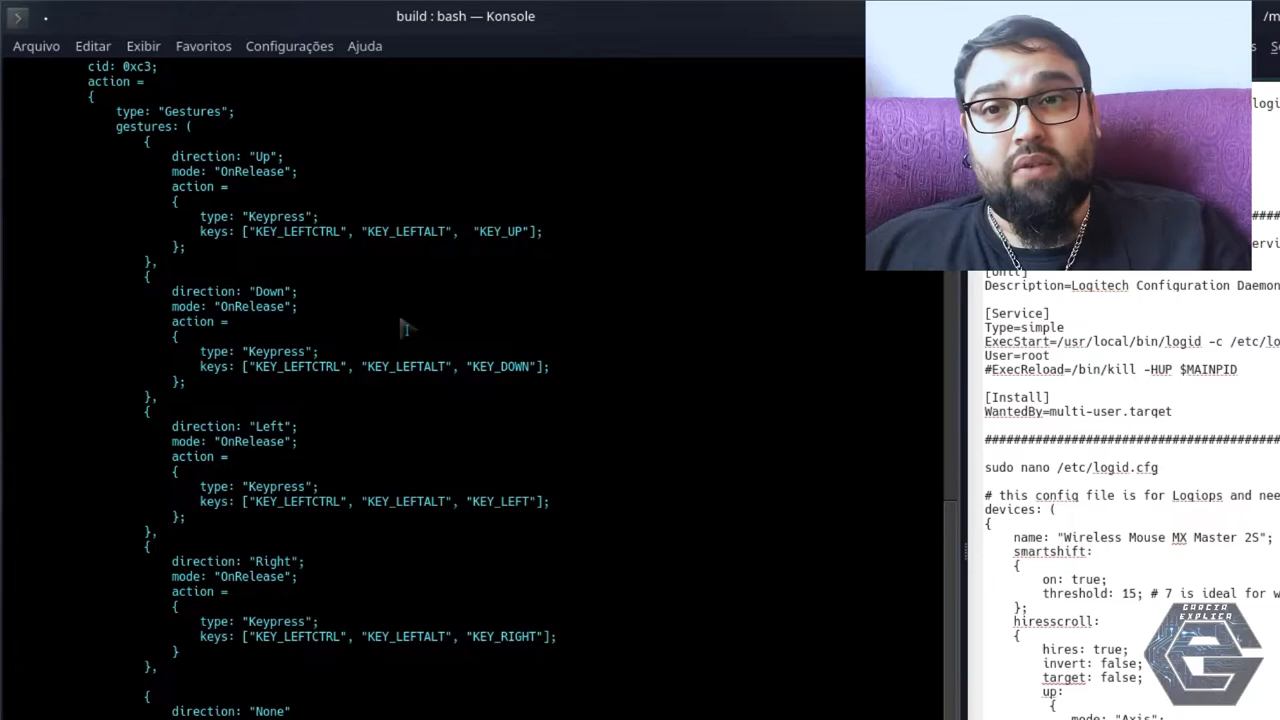 build : bash — Konsole
Arquivo Editar Exibir Favoritos Configurações Ajuda
cid: 0xc3;
action =
{
type: "Gestures";
gestures: (
{
direction: "Up";
mode: "OnRelease";
action =
{
type: "Keypress";
keys: ["KEY_LEFTCTRL", "KEY_LEFTALT",  "KEY_UP"];
};
},
{
direction: "Down";
mode: "OnRelease";
action =
{
type: "Keypress";
keys: ["KEY_LEFTCTRL", "KEY_LEFTALT", "KEY_DOWN"];
};
},
{
direction: "Left";
mode: "OnRelease";
action =
{
type: "Keypress";
keys: ["KEY_LEFTCTRL", "KEY_LEFTALT", "KEY_LEFT"];
};
},
{
direction: "Right";
mode: "OnRelease";
action =
{
type: "Keypress";
keys: ["KEY_LEFTCTRL", "KEY_LEFTALT", "KEY_RIGHT"];
}
},
{
direction: "None"
Description=Logitech Configuration Daemon
[Service]
Type=simple
ExecStart=/usr/local/bin/logid -c /etc/lo
User=root
#ExecReload=/bin/kill -HUP $MAINPID
[Install]
WantedBy=multi-user.target
#########################################
sudo nano /etc/logid.cfg
# this config file is for Logiops and nee
devices: (
{
name: "Wireless Mouse MX Master 2S";
smartshift:
{
on: true;
threshold: 15; # 7 is ideal for w
};
hiresscroll:
{
hires: true;
invert: false;
target: false;
up:
{
mode: "Axis";
GARCIA
EXPLICA